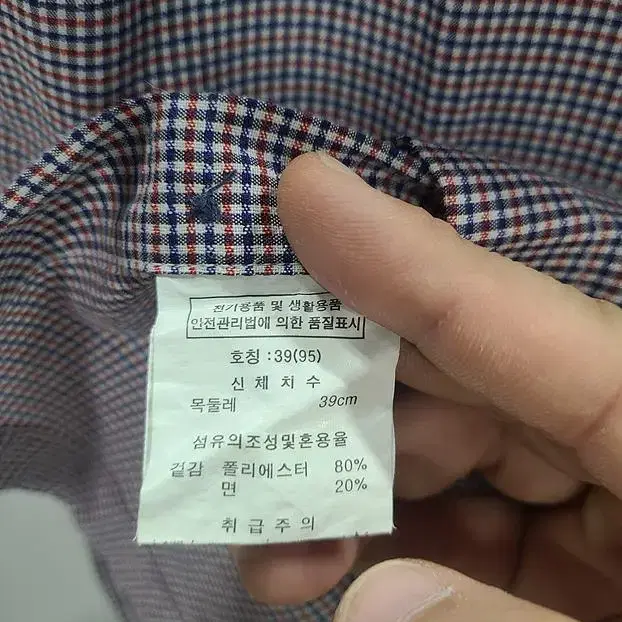 전기용품 및 생활용품
안전관리법에 의한 품질표시
호칭 : 39(95)
신 체 치 수
목둘레 39cm
섬유의조성및혼용율
겉감 폴리에스터 80%
면 20%
취 급 주 의